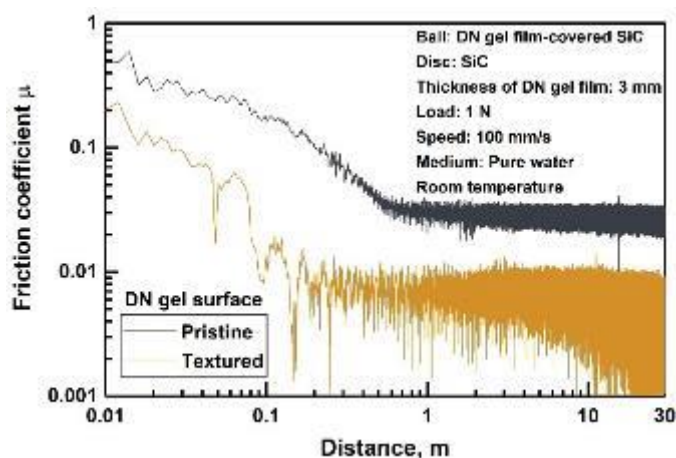 1
0.1
0.01
0.001
Friction coefficient μ
Ball: DN gel film-covered SiC
Disc: SiC
Thickness of DN gel film: 3 mm
Load: 1 N
Speed: 100 mm/s
Medium: Pure water
Room temperature
DN gel surface
Pristine
Textured
0.01 0.1 1 10 30
Distance, m